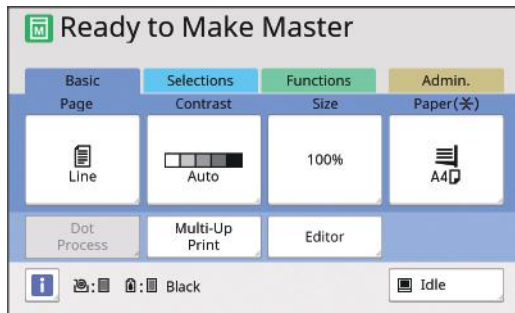 M Ready to Make Master
Basic Selections Functions Admin.
Page Contrast Size Paper(⚹)
Line Auto 100% A4
Dot Process Multi-Up Print Editor
i : : Black Idle